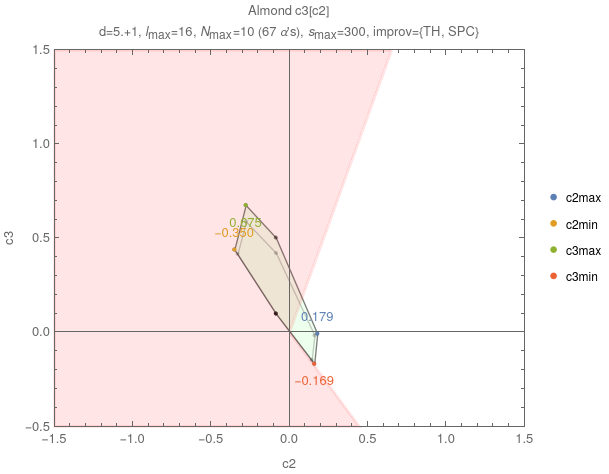 Almond c3[c2]
d=5.+1, lmax=16, Nmax=10 (67 α's), smax=300, improv={TH, SPC}
1.5
1.0
0.675
−0.350
0.5
c3
0.179
0.0
−0.169
−0.5
−1.5 −1.0 −0.5 0.0 0.5 1.0 1.5
c2
c2max
c2min
c3max
c3min